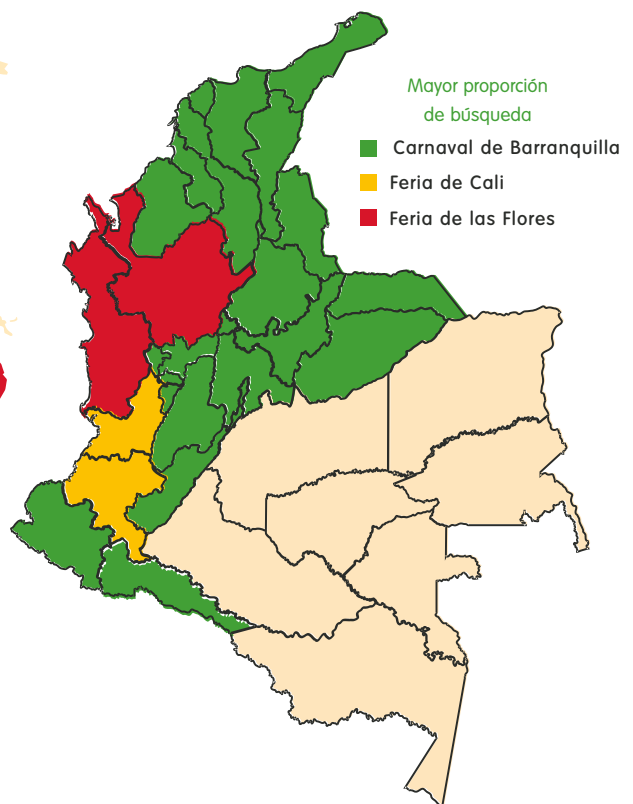 Mayor proporción
de búsqueda
Carnaval de Barranquilla
Feria de Cali
Feria de las Flores